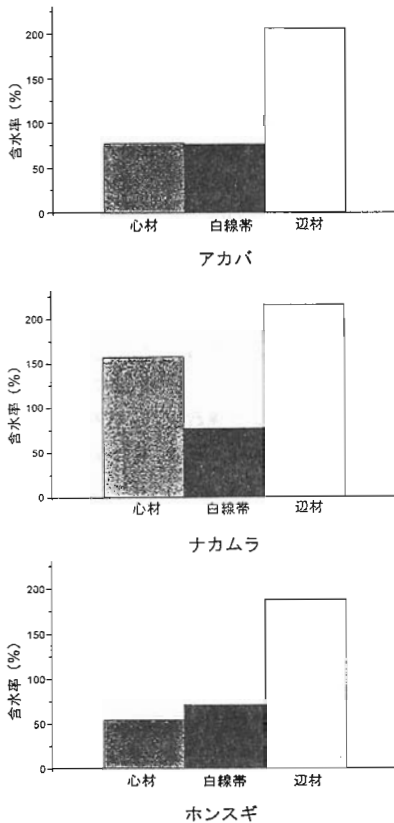 含水率 (%)
200
150
100
50
0
心材 白線帯 辺材
アカバ
含水率 (%)
200
150
100
50
0
心材 白線帯 辺材
ナカムラ
含水率 (%)
200
150
100
50
0
心材 白線帯 辺材
ホンスギ